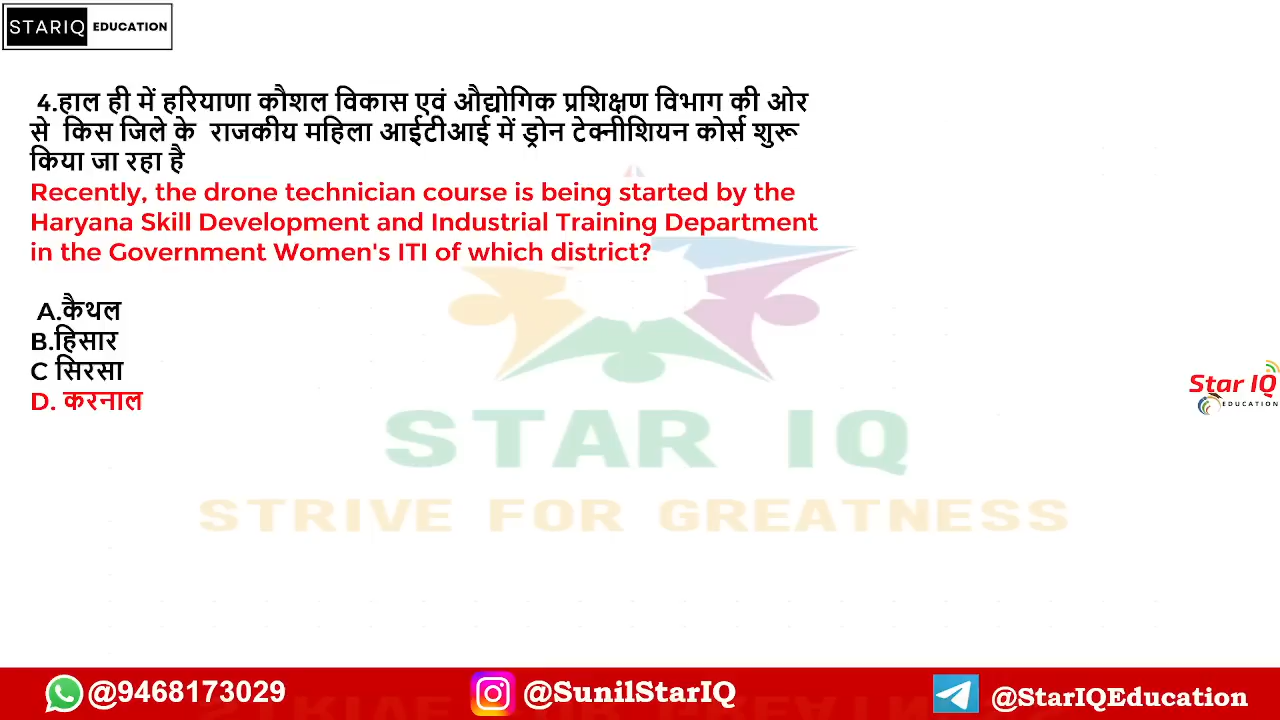 STARIQ EDUCATION
4.हाल ही में हरियाणा कौशल विकास एवं औद्योगिक प्रशिक्षण विभाग की ओर
से किस जिले के राजकीय महिला आईटीआई में ड्रोन टेक्नीशियन कोर्स शुरू
किया जा रहा है
Recently, the drone technician course is being started by the
Haryana Skill Development and Industrial Training Department
in the Government Women's ITI of which district?
A.कैथल
B.हिसार
C सिरसा
D. करनाल
Star IQ
EDUCATION
STAR IQ
STRIVE FOR GREATNESS
@9468173029 @SunilStarIQ @StarIQEducation